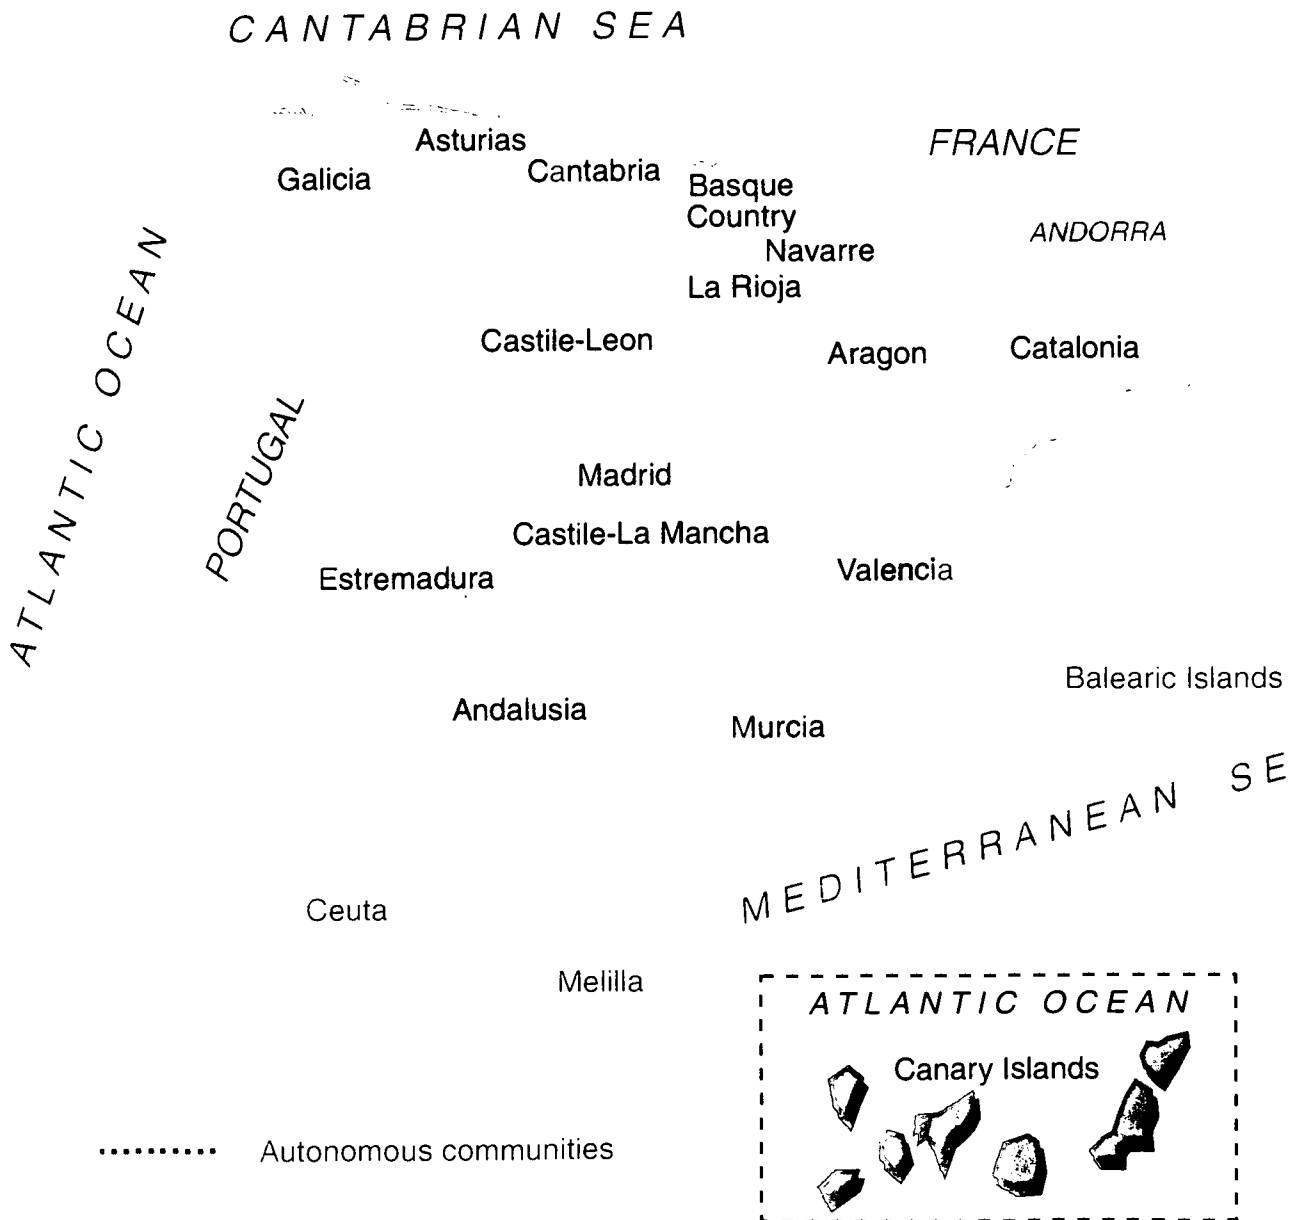 CANTABRIAN SEA
Asturias
FRANCE
Galicia
Cantabria
Basque
Country
ANDORRA
Navarre
La Rioja
ATLANTIC OCEAN
Castile-Leon
Aragon
Catalonia
PORTUGAL
Madrid
Castile-La Mancha
Estremadura
Valencia
Balearic Islands
Andalusia
Murcia
MEDITERRANEAN SE
Ceuta
Melilla
ATLANTIC OCEAN
Canary Islands
Autonomous communities